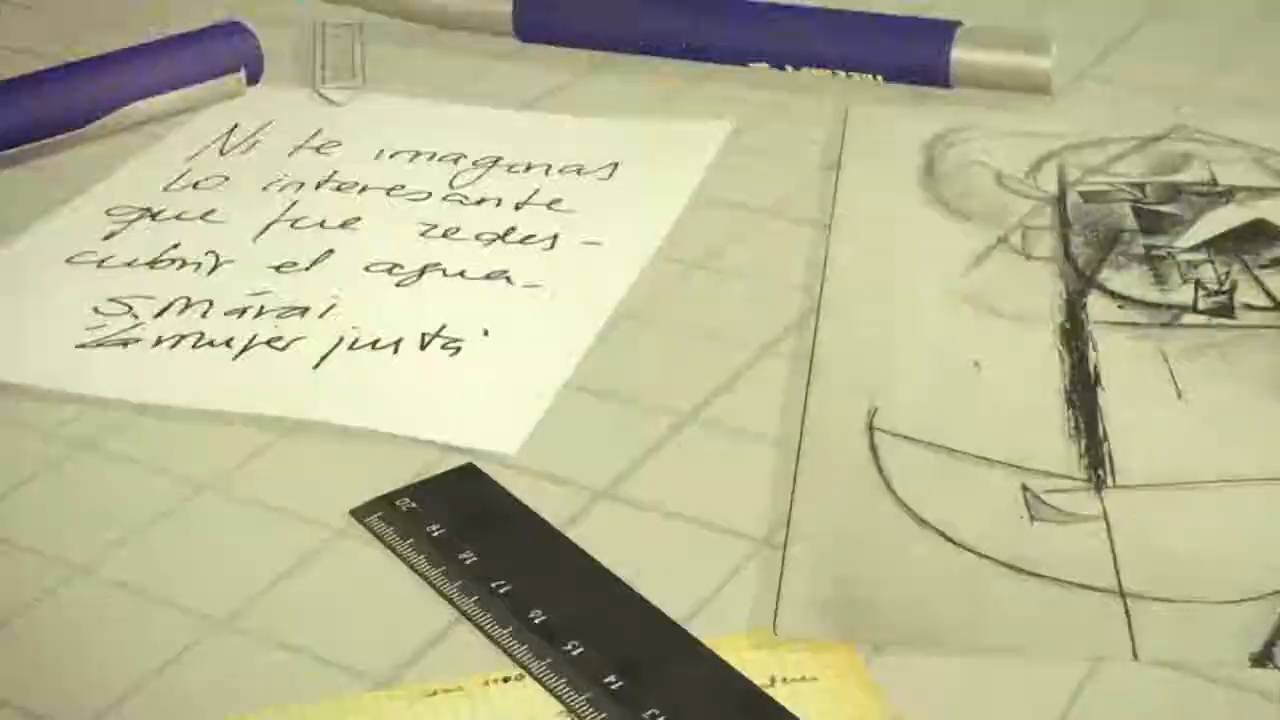 Ni te imaginas
lo interesante
que fue redes-
cubrir el agua.
S. Márai
La mujer justa
20 19 18 17 16 15 14 13